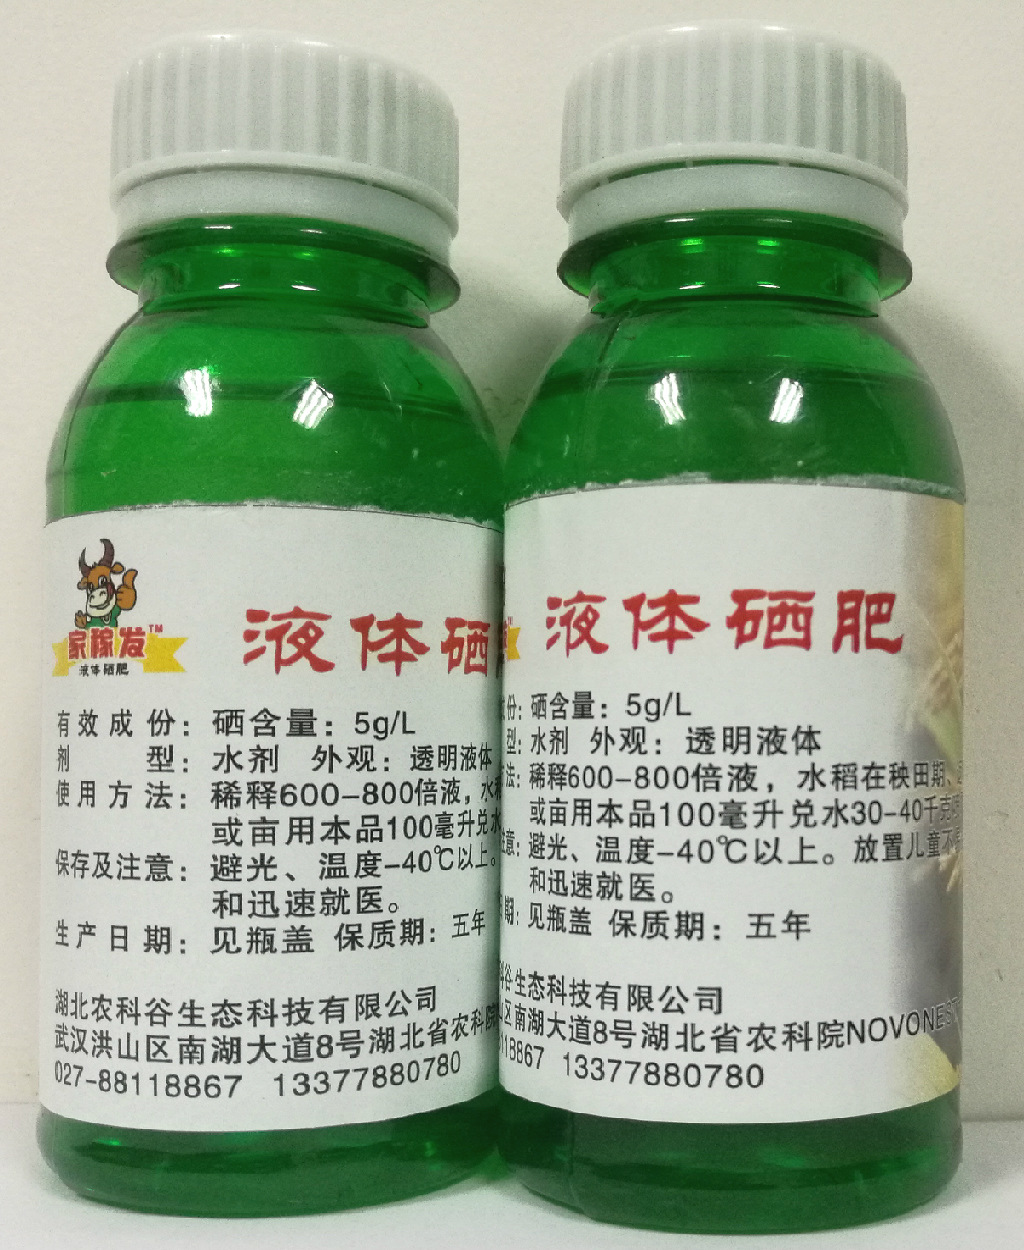 家稼发™
液体硒肥
液体硒
有效成份：硒含量：5g/L
剂型：水剂 外观：透明液体
使用方法：稀释600-800倍液，水稻
或亩用本品100毫升兑水
保存及注意：避光、温度-40℃以上。
和迅速就医。
生产日期：见瓶盖 保质期：五年
湖北农科谷生态科技有限公司
武汉洪山区南湖大道8号湖北省农科院
027-88118867 13377880780
液体硒肥
份：硒含量：5g/L
型：水剂 外观：透明液体
法：稀释600-800倍液，水稻在秧田期、
或亩用本品100毫升兑水30-40千克
注意：避光、温度-40℃以上。放置儿童不
和迅速就医。
期：见瓶盖 保质期：五年
科谷生态科技有限公司
区南湖大道8号湖北省农科院NOVONEST
118867 13377880780